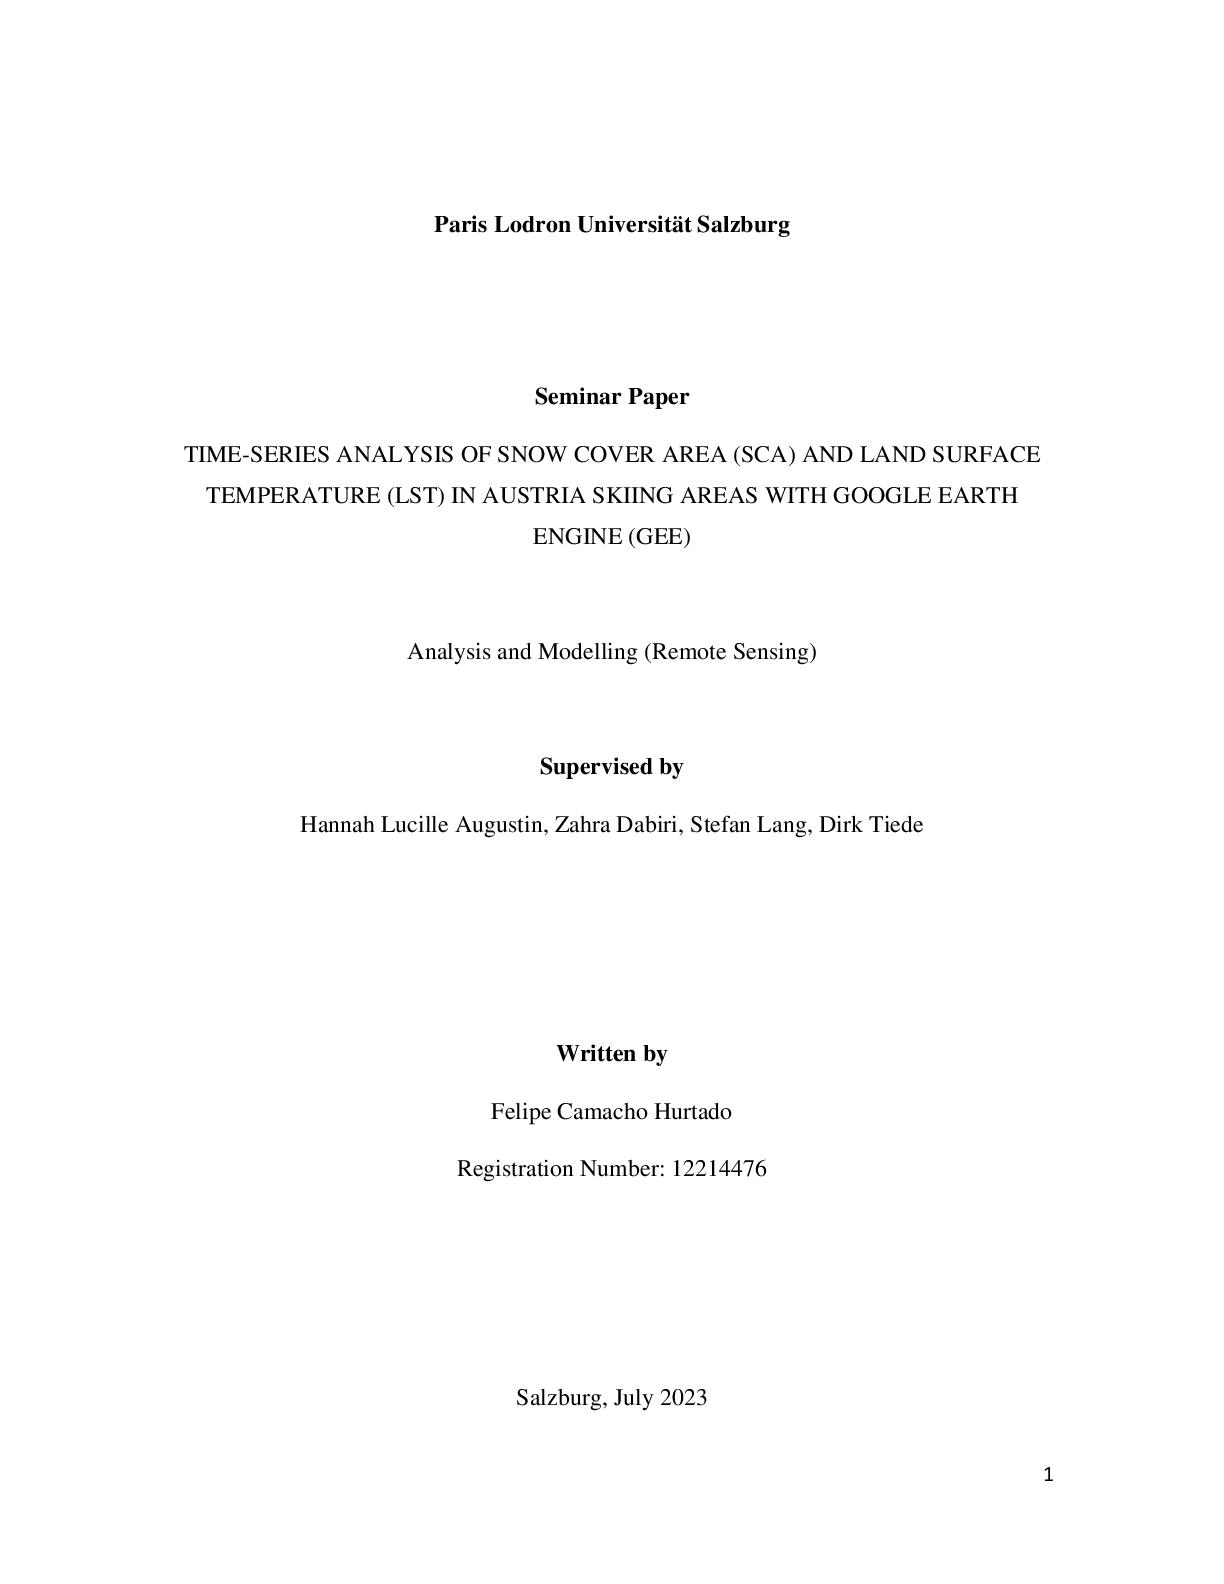 Paris Lodron Universität Salzburg
Seminar Paper
TIME-SERIES ANALYSIS OF SNOW COVER AREA (SCA) AND LAND SURFACE
TEMPERATURE (LST) IN AUSTRIA SKIING AREAS WITH GOOGLE EARTH
ENGINE (GEE)
Analysis and Modelling (Remote Sensing)
Supervised by
Hannah Lucille Augustin, Zahra Dabiri, Stefan Lang, Dirk Tiede
Written by
Felipe Camacho Hurtado
Registration Number: 12214476
Salzburg, July 2023
1